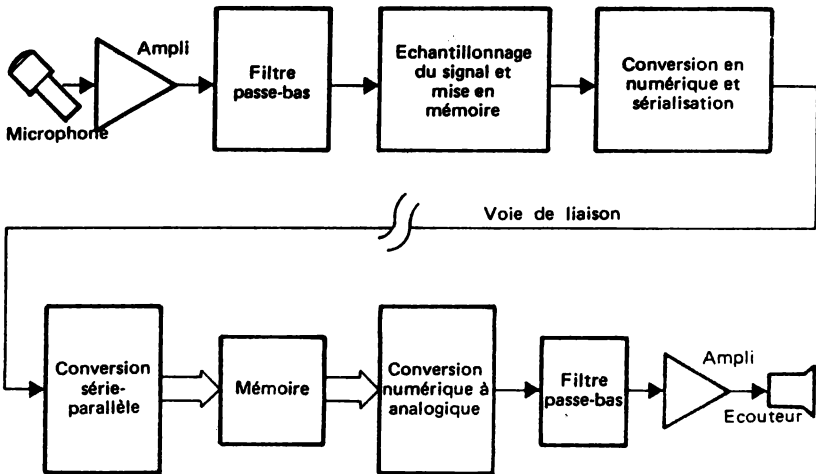 Ampli
Microphone
Filtre
passe-bas
Echantillonnage
du signal et
mise en
mémoire
Conversion en
numérique et
sérialisation
Voie de liaison
Conversion
série-
parallèle
Mémoire
Conversion
numérique à
analogique
Filtre
passe-bas
Ampli
Ecouteur